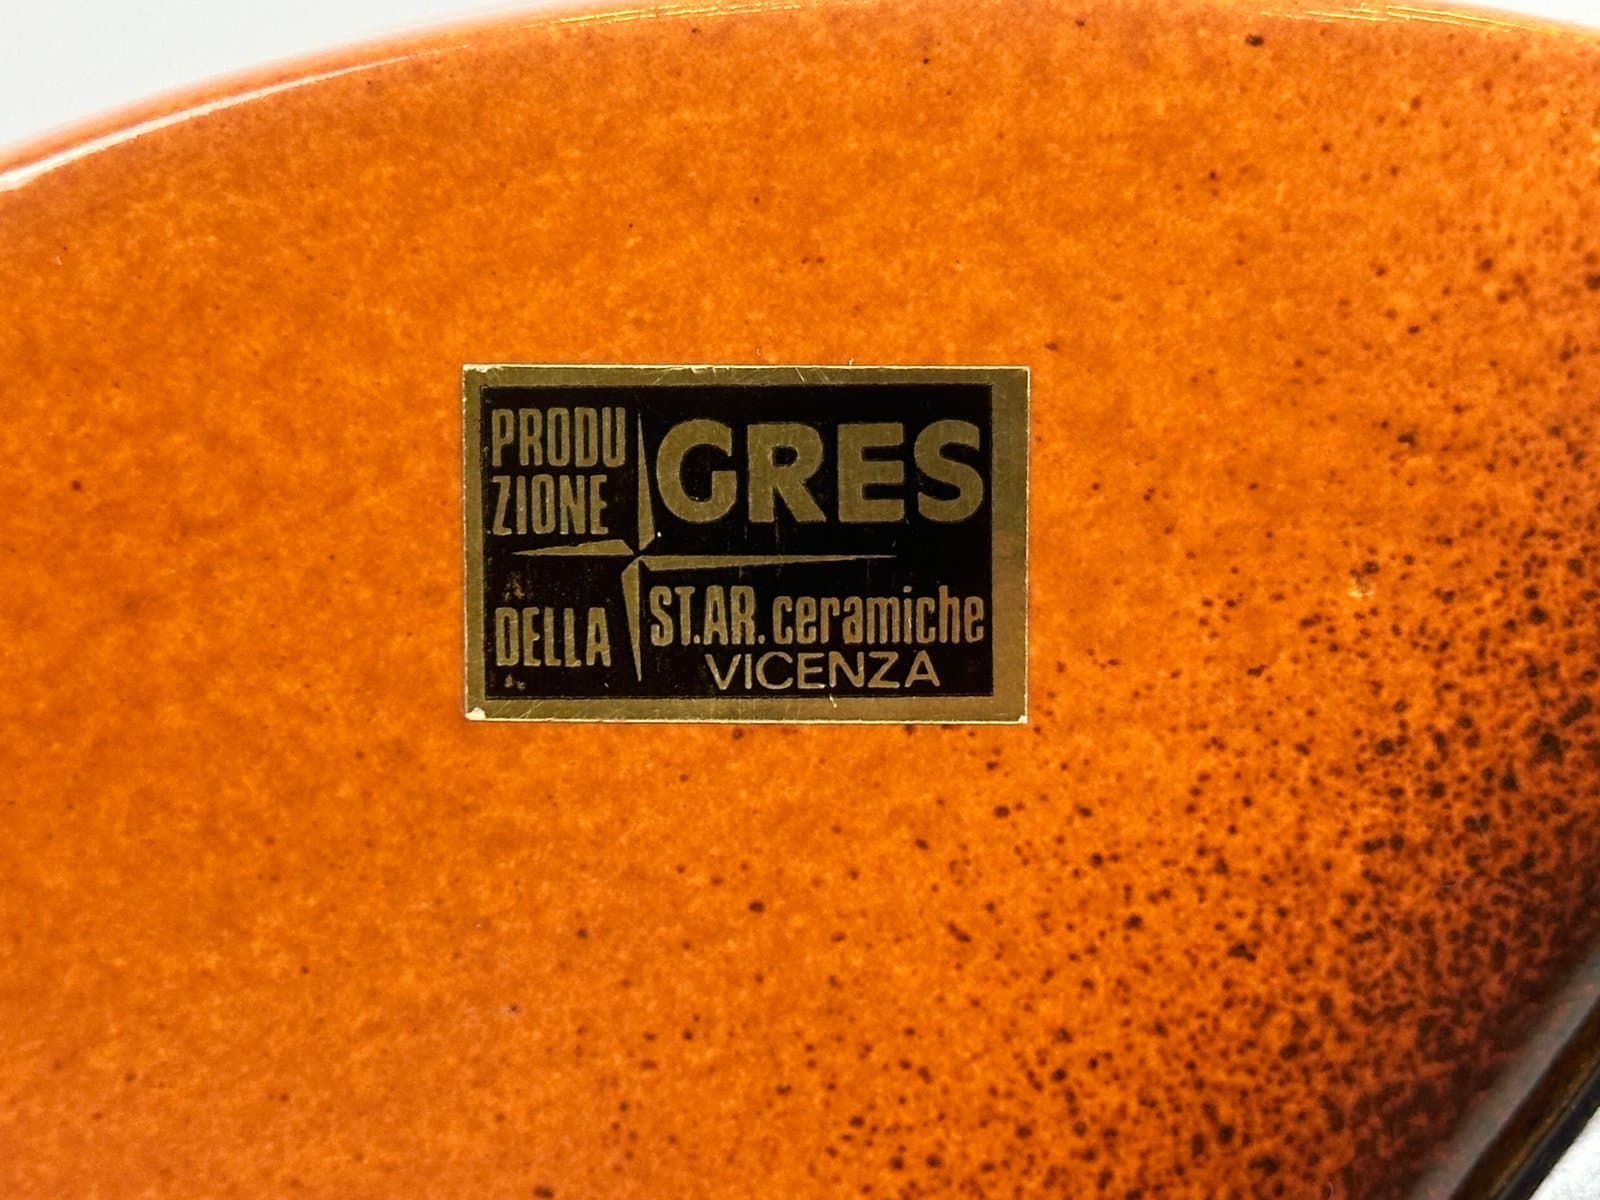 PRODU
ZIONE
GRES
DELLA
ST.AR. ceramiche
VICENZA